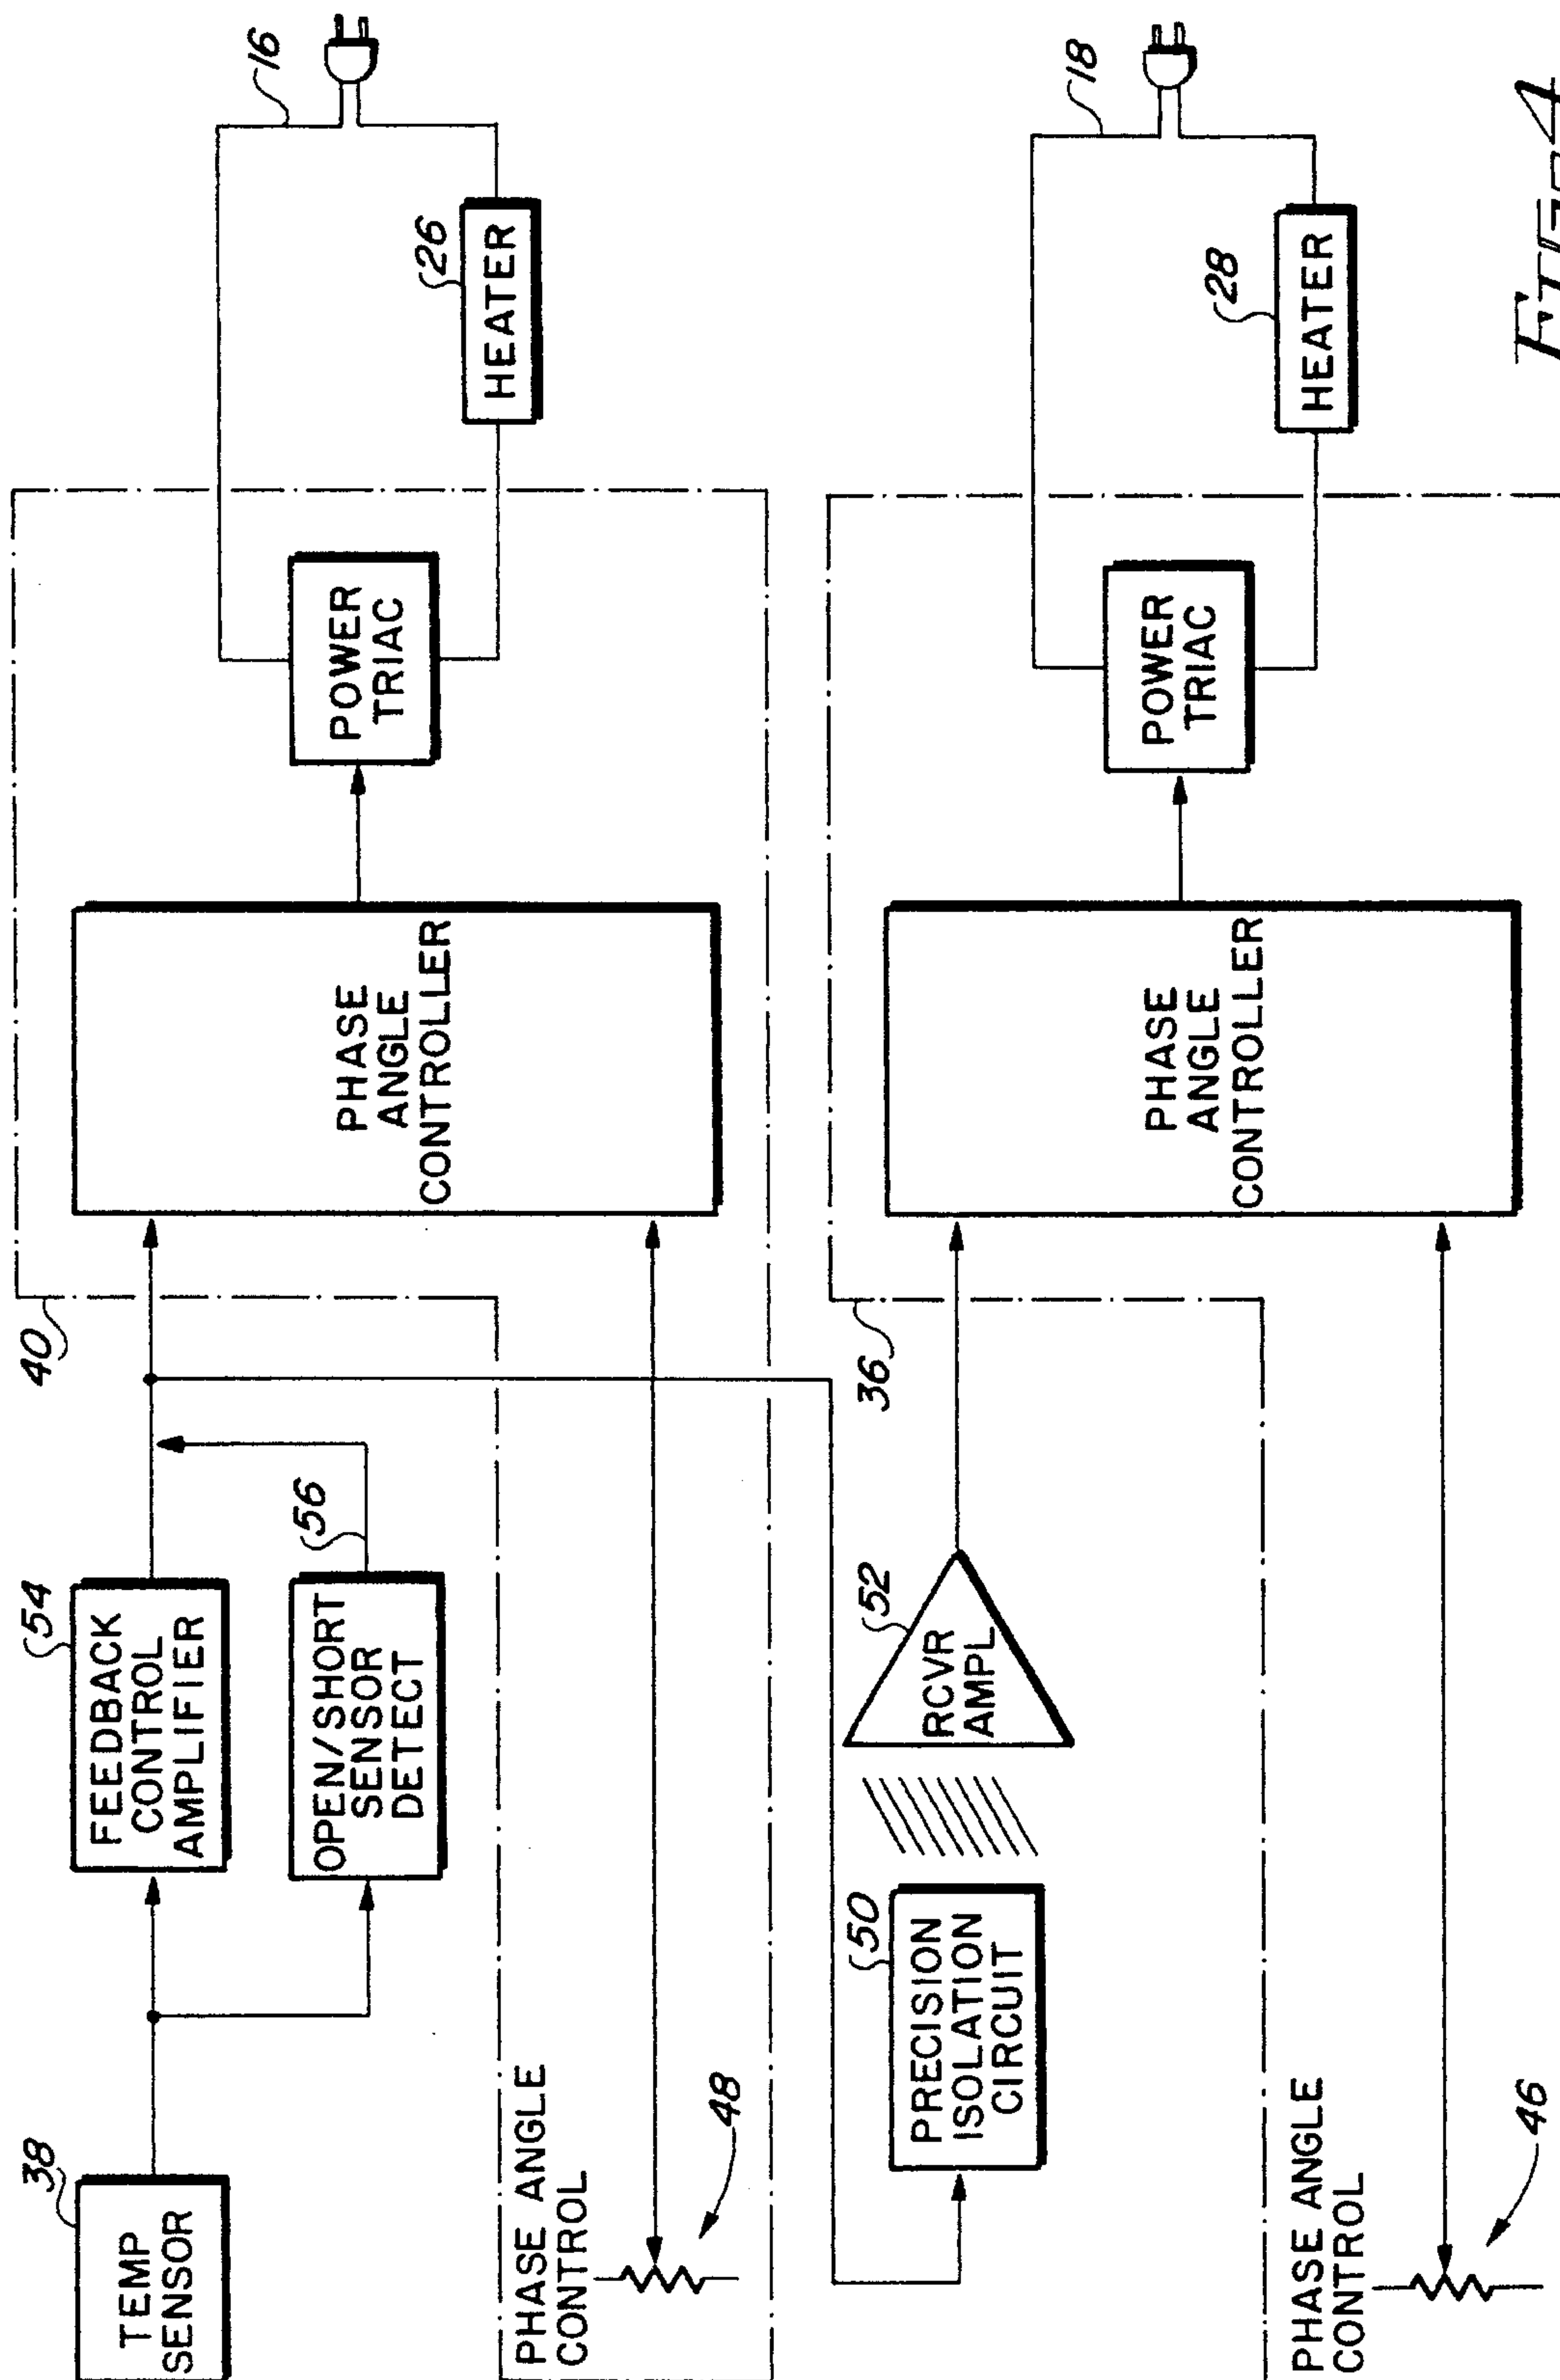 38
TEMP
SENSOR
54
FEEDBACK
CONTROL
AMPLIFIER
OPEN/SHORT
SENSOR
DETECT
56
40
PHASE
ANGLE
CONTROLLER
POWER
TRIAC
16
26
HEATER
PHASE ANGLE
CONTROL
48
50
PRECISION
ISOLATION
CIRCUIT
52
RCVR
AMPL
36
PHASE
ANGLE
CONTROLLER
POWER
TRIAC
18
28
HEATER
PHASE ANGLE
CONTROL
46
FIG-4